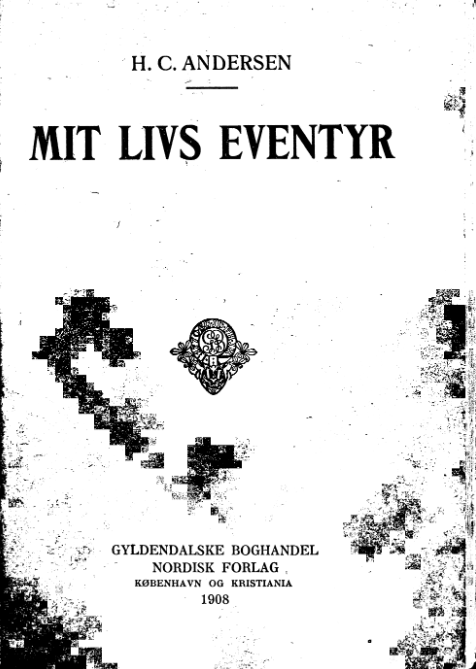 H. C. ANDERSEN
MIT LIVS EVENTYR
GYLDENDALSKE BOGHANDEL
NORDISK FORLAG
KØBENHAVN OG KRISTIANIA
1908